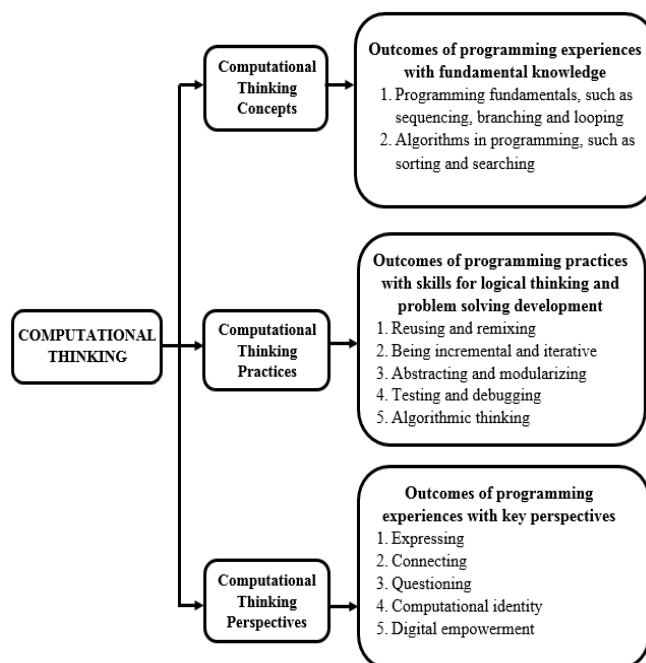 COMPUTATIONAL
THINKING
Computational
Thinking
Concepts
Outcomes of programming experiences
with fundamental knowledge
1. Programming fundamentals, such as
sequencing, branching and looping
2. Algorithms in programming, such as
sorting and searching
Computational
Thinking
Practices
Outcomes of programming practices
with skills for logical thinking and
problem solving development
1. Reusing and remixing
2. Being incremental and iterative
3. Abstracting and modularizing
4. Testing and debugging
5. Algorithmic thinking
Computational
Thinking
Perspectives
Outcomes of programming
experiences with key perspectives
1. Expressing
2. Connecting
3. Questioning
4. Computational identity
5. Digital empowerment